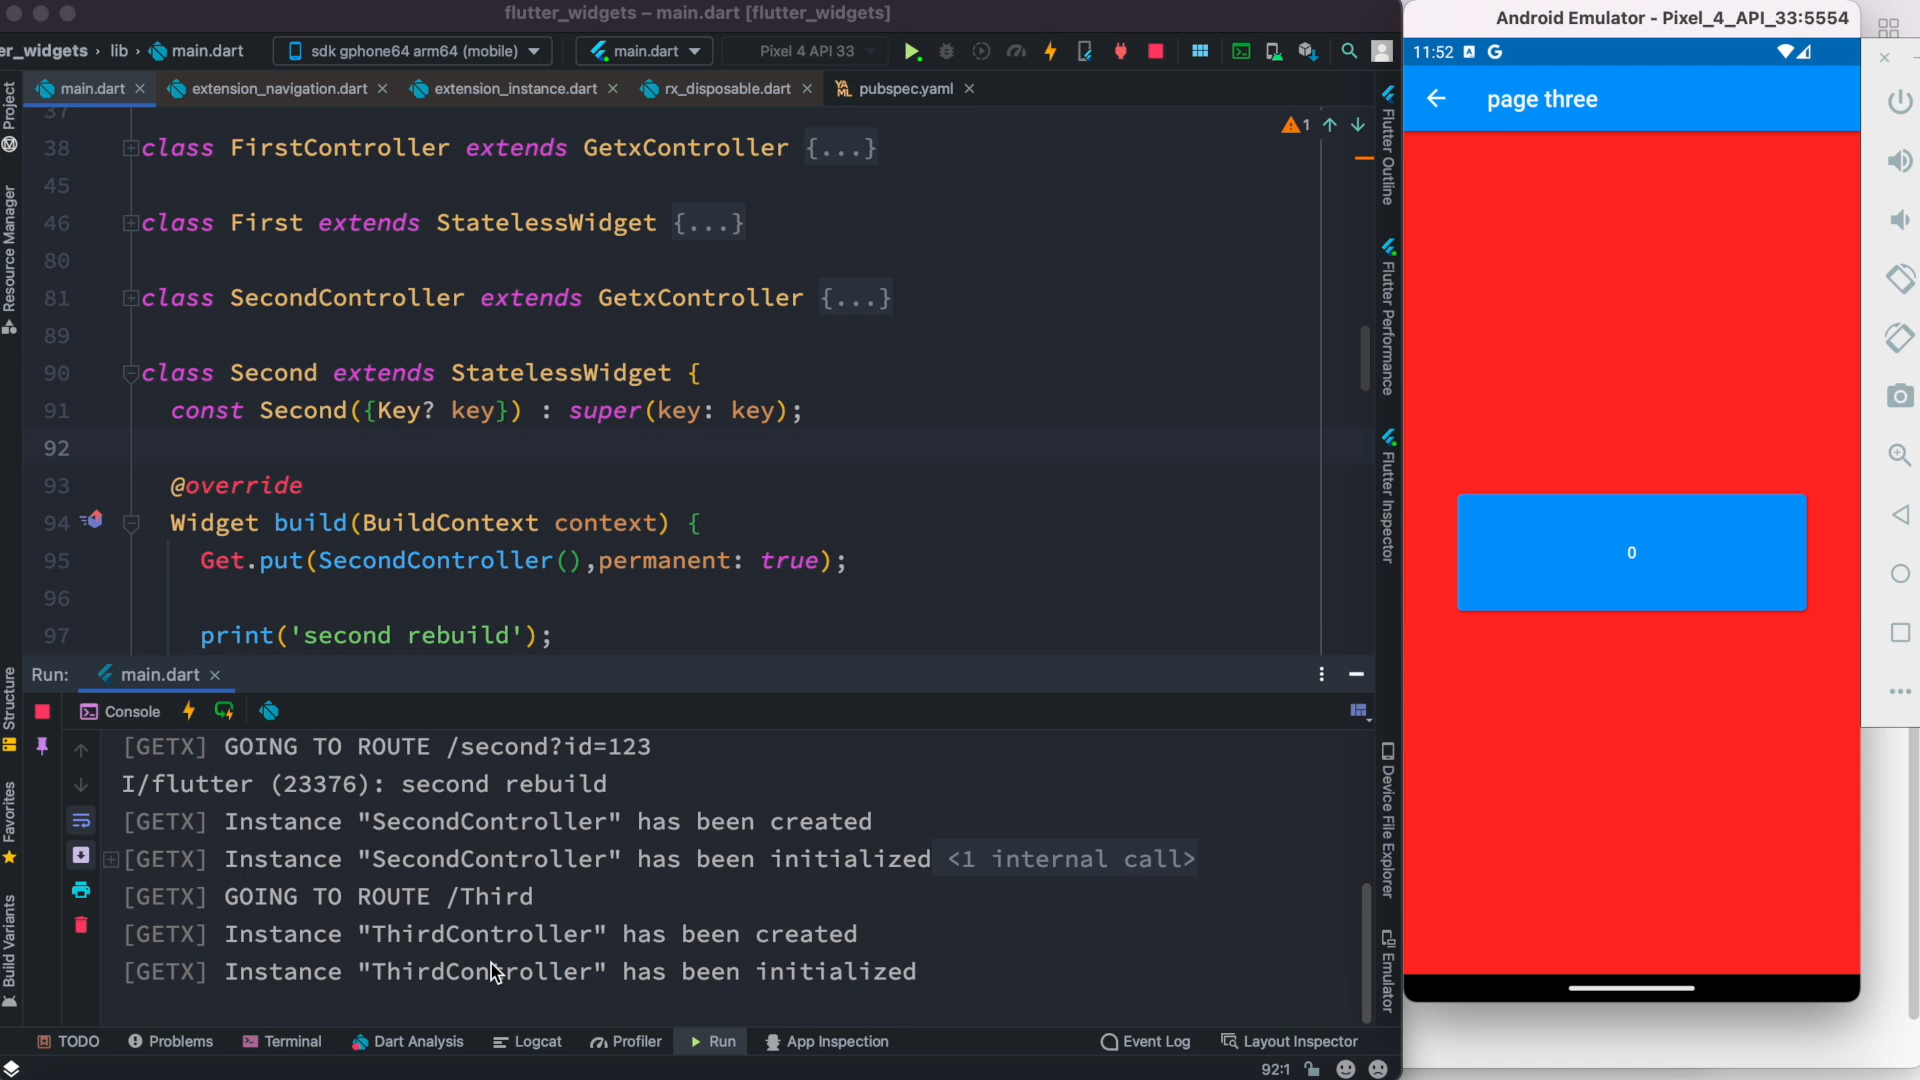 flutter_widgets – main.dart [flutter_widgets]
er_widgets › lib › main.dart
sdk gphone64 arm64 (mobile)
main.dart
Pixel 4 API 33
main.dart
extension_navigation.dart
extension_instance.dart
rx_disposable.dart
pubspec.yaml
Project
Resource Manager
Structure
Favorites
Build Variants
1
37
38 class FirstController extends GetxController {...}
45
46 class First extends StatelessWidget {...}
80
81 class SecondController extends GetxController {...}
89
90 class Second extends StatelessWidget {
91 const Second({Key? key}) : super(key: key);
92
93 @override
94 Widget build(BuildContext context) {
95 Get.put(SecondController(),permanent: true);
96
97 print('second rebuild');
Run: main.dart
Console
[GETX] GOING TO ROUTE /second?id=123
I/flutter (23376): second rebuild
[GETX] Instance "SecondController" has been created
[GETX] Instance "SecondController" has been initialized <1 internal call>
[GETX] GOING TO ROUTE /Third
[GETX] Instance "ThirdController" has been created
[GETX] Instance "ThirdController" has been initialized
TODO
Problems
Terminal
Dart Analysis
Logcat
Profiler
Run
App Inspection
Event Log
Layout Inspector
92:1
Flutter Outline
Flutter Performance
Flutter Inspector
Device File Explorer
Emulator
Android Emulator - Pixel_4_API_33:5554
11:52
page three
0